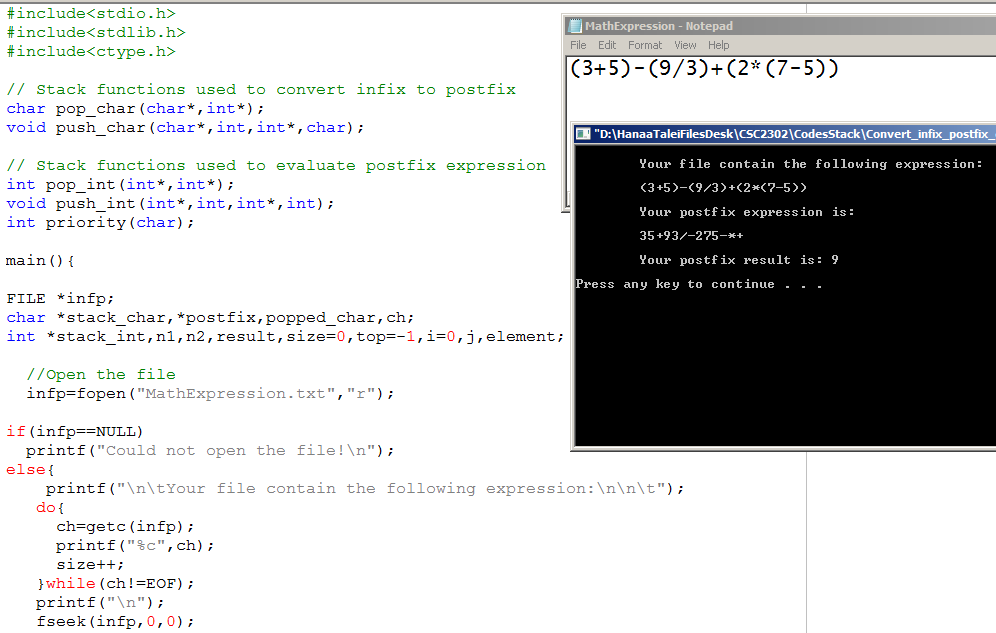 #include<stdio.h>
#include<stdlib.h>
#include<ctype.h>
// Stack functions used to convert infix to postfix
char pop_char(char*,int*);
void push_char(char*,int,int*,char);
// Stack functions used to evaluate postfix expression
int pop_int(int*,int*);
void push_int(int*,int,int*,int);
int priority(char);
main(){
FILE *infp;
char *stack_char,*postfix,popped_char,ch;
int *stack_int,n1,n2,result,size=0,top=-1,i=0,j,element;
//Open the file
infp=fopen("MathExpression.txt","r");
if(infp==NULL)
printf("Could not open the file!\n");
else{
printf("\n\tYour file contain the following expression:\n\n\t");
do{
ch=getc(infp);
printf("%c",ch);
size++;
}while(ch!=EOF);
printf("\n");
fseek(infp,0,0);
MathExpression - Notepad
File Edit Format View Help
(3+5)-(9/3)+(2*(7-5))
"D:\HanaaTaleiFilesDesk\CSC2302\CodesStack\Convert_infix_postfix_
Your file contain the following expression:
(3+5)-(9/3)+(2*(7-5))
Your postfix expression is:
35+93/-275-*+
Your postfix result is: 9
Press any key to continue . . .